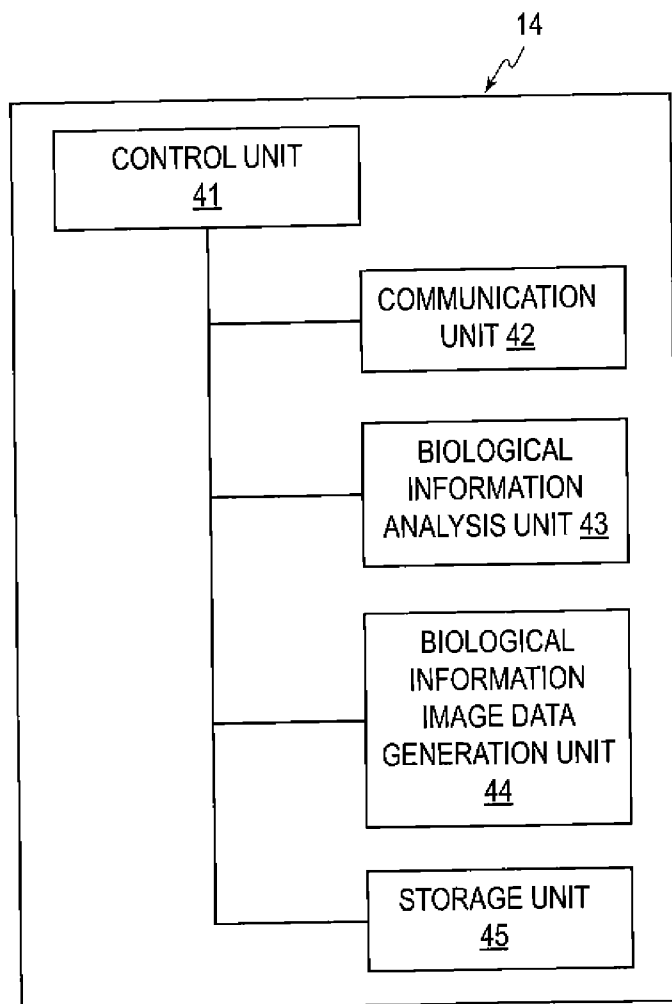 14
CONTROL UNIT
41
COMMUNICATION
UNIT 42
BIOLOGICAL
INFORMATION
ANALYSIS UNIT 43
BIOLOGICAL
INFORMATION
IMAGE DATA
GENERATION UNIT
44
STORAGE UNIT
45